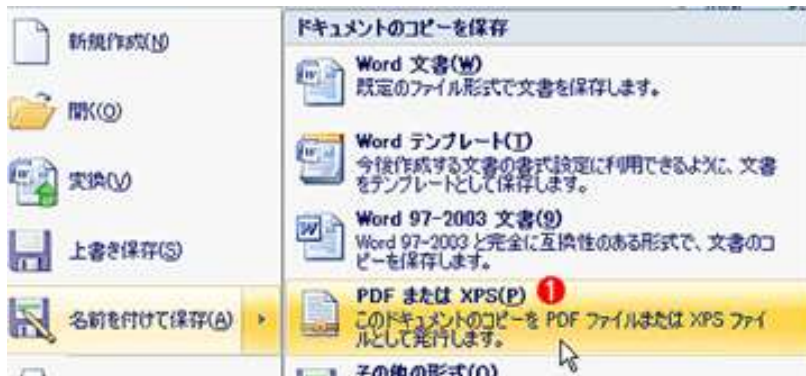 新規作成(N)
開く(O)
変換(V)
上書き保存(S)
名前を付けて保存(A)
ドキュメントのコピーを保存
Word 文書(W)
既定のファイル形式で文書を保存します。
Word テンプレート(T)
今後作成する文書の書式設定に利用できるように、文書
をテンプレートとして保存します。
Word 97-2003 文書(9)
Word 97-2003 と完全に互換性のある形式で、文書のコ
ピーを保存します。
PDF または XPS(P) 1
このドキュメントのコピーを PDF ファイルまたは XPS ファイ
ルとして発行します。
その他の形式(O)